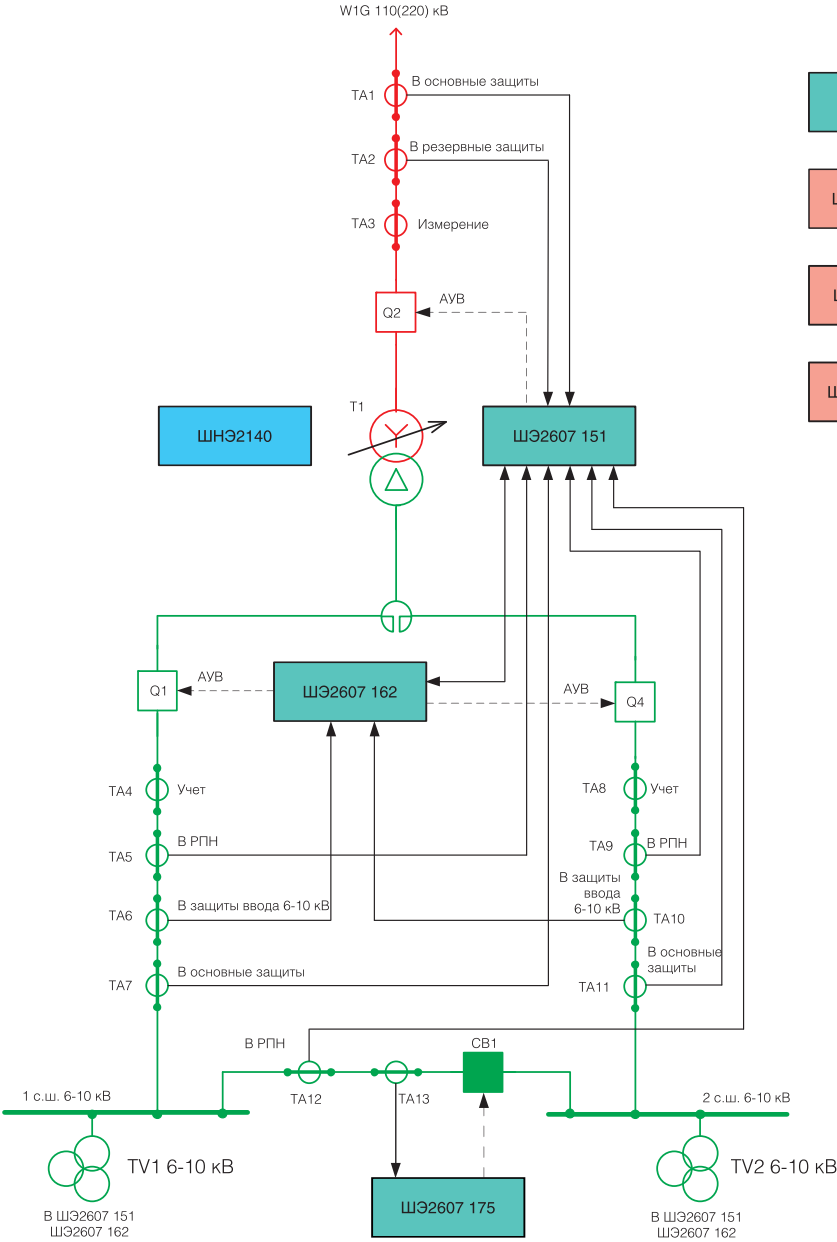 W1G 110(220) кВ
В основные защиты
TA1
В резервные защиты
TA2
TA3
Измерение
АУВ
Q2
T1
ШНЭ2140
ШЭ2607 151
АУВ
Q1
ШЭ2607 162
АУВ
Q4
TA4
Учет
TA8
Учет
В РПН
TA5
TA9
В РПН
В защиты
ввода
6-10 кВ
В защиты ввода 6-10 кВ
TA6
TA10
В основные
защиты
В основные защиты
TA7
TA11
В РПН
СВ1
TA12
TA13
1 с.ш. 6-10 кВ
2 с.ш. 6-10 кВ
TV1 6-10 кВ
TV2 6-10 кВ
В ШЭ2607 151
ШЭ2607 162
ШЭ2607 175
В ШЭ2607 151
ШЭ2607 162